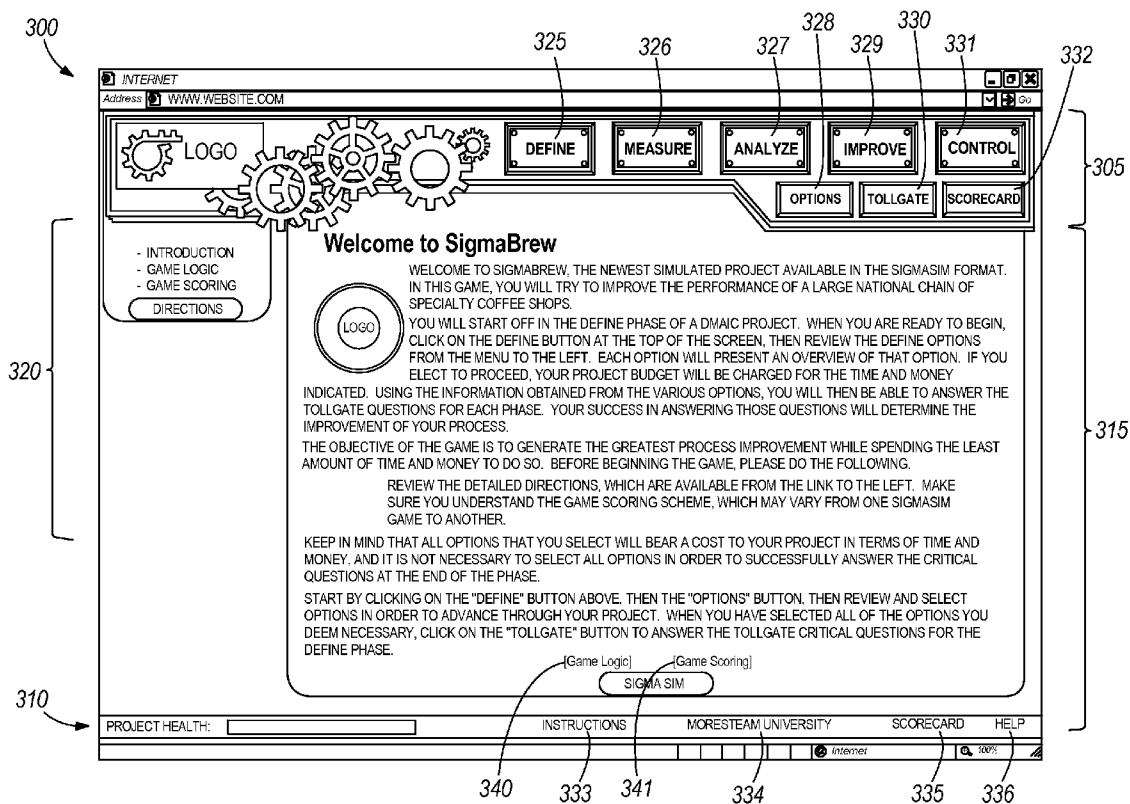 300
325
326
327
328
329
330
331
332
INTERNET
Address WWW.WEBSITE.COM
Go
LOGO
DEFINE
MEASURE
ANALYZE
IMPROVE
CONTROL
305
OPTIONS
TOLLGATE
SCORECARD
- INTRODUCTION
- GAME LOGIC
- GAME SCORING
DIRECTIONS
320
Welcome to SigmaBrew
LOGO
WELCOME TO SIGMABREW, THE NEWEST SIMULATED PROJECT AVAILABLE IN THE SIGMASIM FORMAT.
IN THIS GAME, YOU WILL TRY TO IMPROVE THE PERFORMANCE OF A LARGE NATIONAL CHAIN OF
SPECIALTY COFFEE SHOPS.
YOU WILL START OFF IN THE DEFINE PHASE OF A DMAIC PROJECT. WHEN YOU ARE READY TO BEGIN,
CLICK ON THE DEFINE BUTTON AT THE TOP OF THE SCREEN, THEN REVIEW THE DEFINE OPTIONS
FROM THE MENU TO THE LEFT. EACH OPTION WILL PRESENT AN OVERVIEW OF THAT OPTION. IF YOU
ELECT TO PROCEED, YOUR PROJECT BUDGET WILL BE CHARGED FOR THE TIME AND MONEY
INDICATED. USING THE INFORMATION OBTAINED FROM THE VARIOUS OPTIONS, YOU WILL THEN BE ABLE TO ANSWER THE
TOLLGATE QUESTIONS FOR EACH PHASE. YOUR SUCCESS IN ANSWERING THOSE QUESTIONS WILL DETERMINE THE
IMPROVEMENT OF YOUR PROCESS.
THE OBJECTIVE OF THE GAME IS TO GENERATE THE GREATEST PROCESS IMPROVEMENT WHILE SPENDING THE LEAST
AMOUNT OF TIME AND MONEY TO DO SO. BEFORE BEGINNING THE GAME, PLEASE DO THE FOLLOWING.
REVIEW THE DETAILED DIRECTIONS, WHICH ARE AVAILABLE FROM THE LINK TO THE LEFT. MAKE
SURE YOU UNDERSTAND THE GAME SCORING SCHEME, WHICH MAY VARY FROM ONE SIGMASIM
GAME TO ANOTHER.
KEEP IN MIND THAT ALL OPTIONS THAT YOU SELECT WILL BEAR A COST TO YOUR PROJECT IN TERMS OF TIME AND
MONEY, AND IT IS NOT NECESSARY TO SELECT ALL OPTIONS IN ORDER TO SUCCESSFULLY ANSWER THE CRITICAL
QUESTIONS AT THE END OF THE PHASE.
START BY CLICKING ON THE "DEFINE" BUTTON ABOVE, THEN THE "OPTIONS" BUTTON, THEN REVIEW AND SELECT
OPTIONS IN ORDER TO ADVANCE THROUGH YOUR PROJECT. WHEN YOU HAVE SELECTED ALL OF THE OPTIONS YOU
DEEM NECESSARY, CLICK ON THE "TOLLGATE" BUTTON TO ANSWER THE TOLLGATE CRITICAL QUESTIONS FOR THE
DEFINE PHASE.
[Game Logic] [Game Scoring]
SIGMA SIM
315
310
PROJECT HEALTH: INSTRUCTIONS MORESTEAM UNIVERSITY SCORECARD HELP
Internet 100%
340
333
341
334
335
336